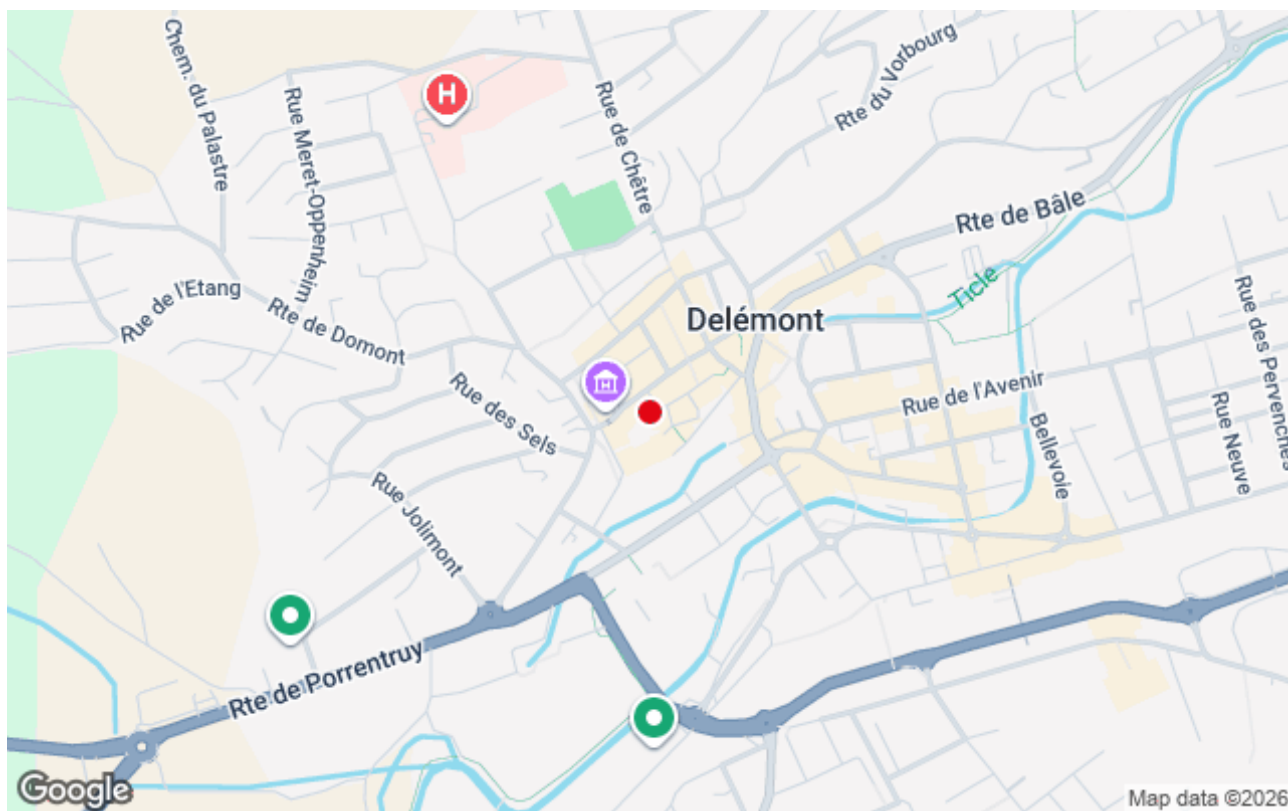 Chem. du Palastre
Rue Meret-Oppenheim
H
Rue de Chêtre
Rte du Vorbourg
Rte de Bâle
Ticle
Rue de l'Etang
Rte de Domont
Delémont
Rue des Pervenches
Rue de l'Avenir
Rue Neuve
Bellevoie
Rue des Sels
Rue Jolimont
Rte de Porrentruy
Google
Map data ©2026